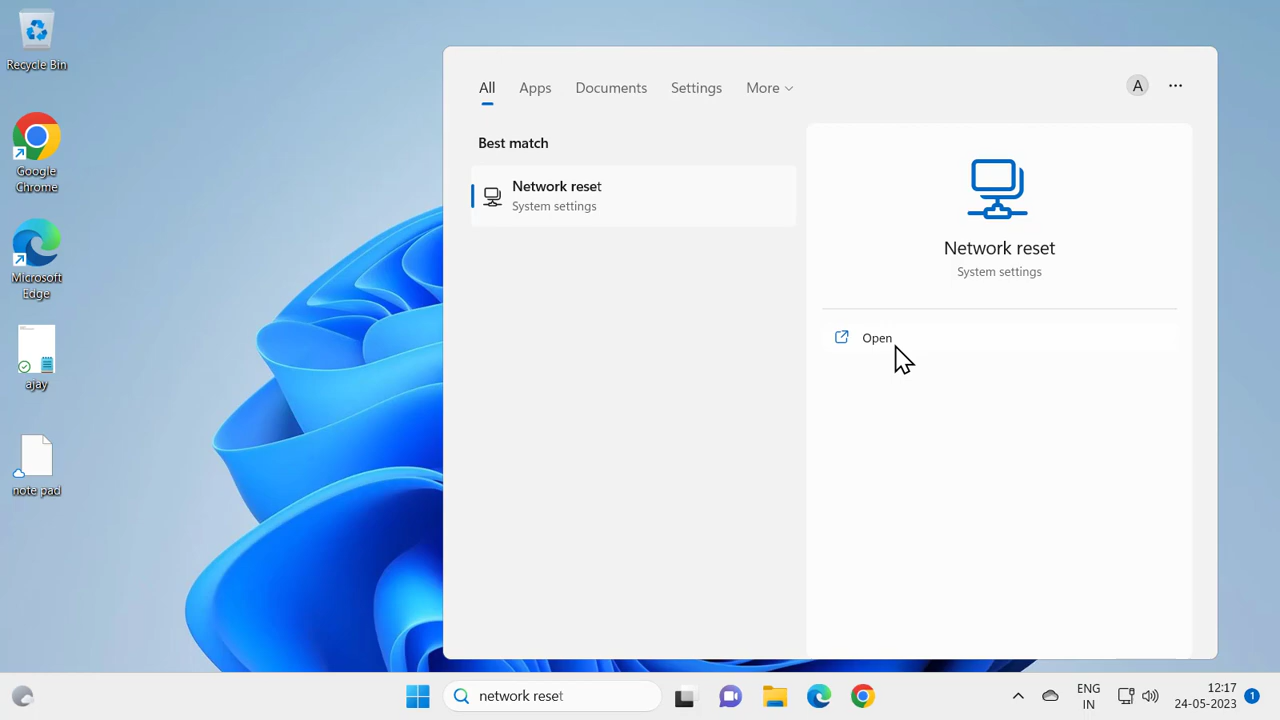 Recycle Bin
Google
Chrome
Microsoft
Edge
ajay
note pad
All Apps Documents Settings More
A
Best match
Network reset
System settings
Network reset
System settings
Open
network reset
ENG
IN
12:17
24-05-2023
1